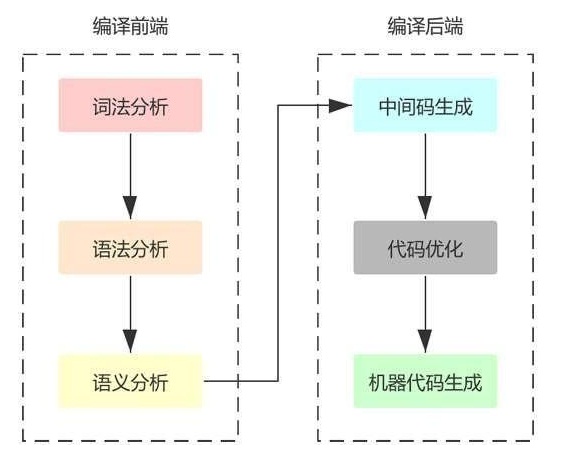 编译前端
词法分析
语法分析
语义分析
编译后端
中间码生成
代码优化
机器代码生成